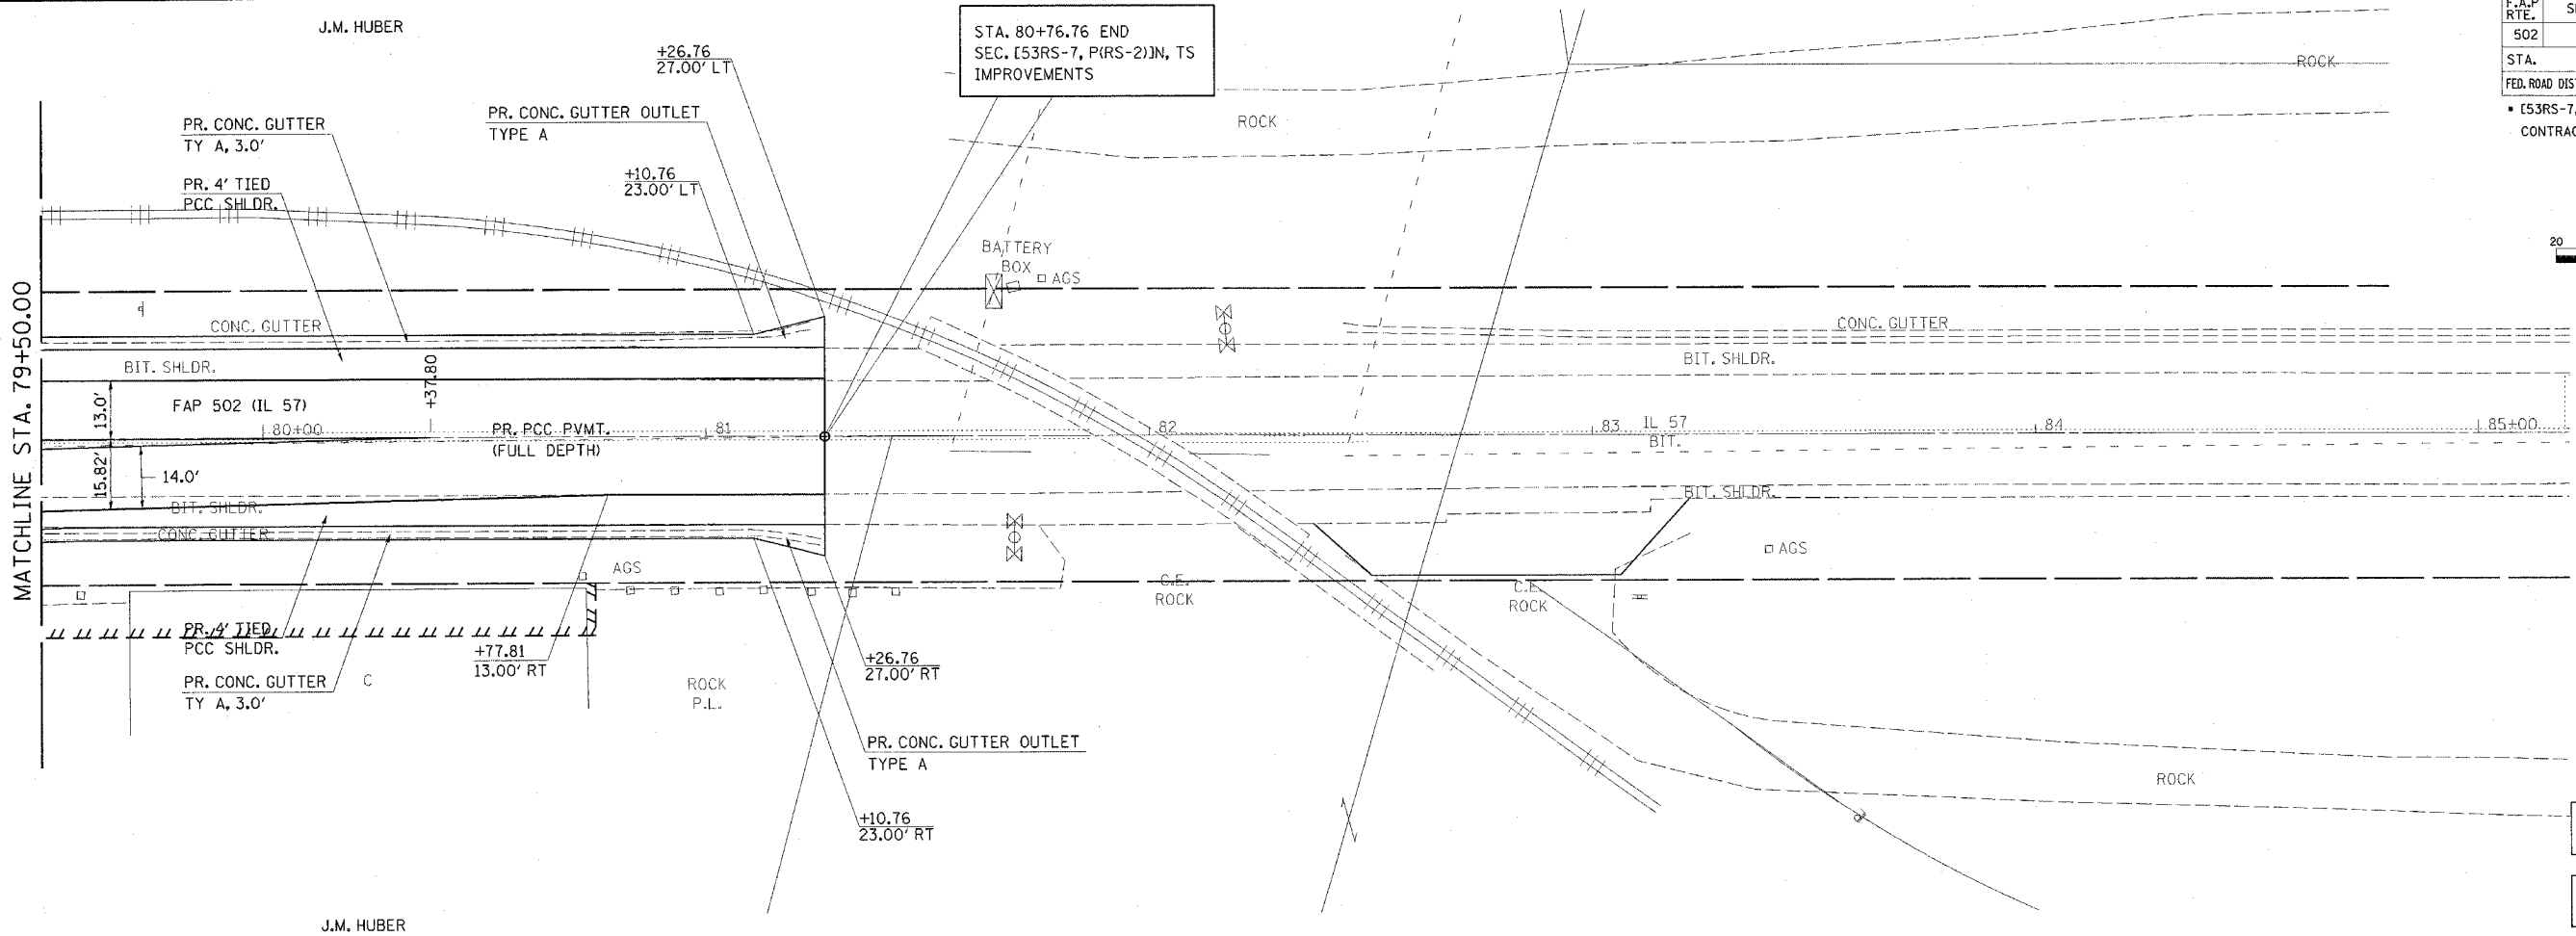 J.M. HUBER
STA. 80+76.76 END
SEC. [53RS-7, P(RS-2)]N, TS
IMPROVEMENTS
F.A.P
RTE.
502
STA.
FED. ROAD DIS
• [53RS-7,
CONTRAC
20
+26.76
27.00' LT
PR. CONC. GUTTER OUTLET
TYPE A
PR. CONC. GUTTER
TY A, 3.0'
+10.76
23.00' LT
PR. 4' TIED
PCC SHLDR.
ROCK
ROCK
BATTERY
BOX
AGS
MATCHLINE STA. 79+50.00
CONC. GUTTER
CONC. GUTTER
BIT. SHLDR.
BIT. SHLDR.
+37.80
13.0'
FAP 502 (IL 57)
80+00
PR. PCC PVMT.
(FULL DEPTH)
81
82
83
IL 57
BIT.
84
85+00
15.82'
14.0'
BIT. SHLDR.
BIT. SHLDR.
CONC. GUTTER
AGS
AGS
C.E.
ROCK
C.E.
ROCK
PR. 4' TIED
PCC SHLDR.
+77.81
13.00' RT
+26.76
27.00' RT
PR. CONC. GUTTER
TY A, 3.0'
C
ROCK
P.L.
PR. CONC. GUTTER OUTLET
TYPE A
ROCK
+10.76
23.00' RT
J.M. HUBER